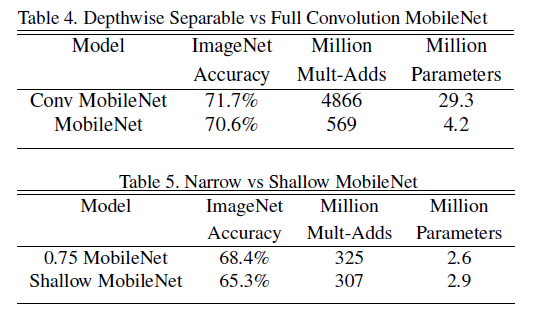 Table 4. Depthwise Separable vs Full Convolution MobileNet
Model ImageNet Million Million
Accuracy Mult-Adds Parameters
Conv MobileNet 71.7% 4866 29.3
MobileNet 70.6% 569 4.2
Table 5. Narrow vs Shallow MobileNet
Model ImageNet Million Million
Accuracy Mult-Adds Parameters
0.75 MobileNet 68.4% 325 2.6
Shallow MobileNet 65.3% 307 2.9